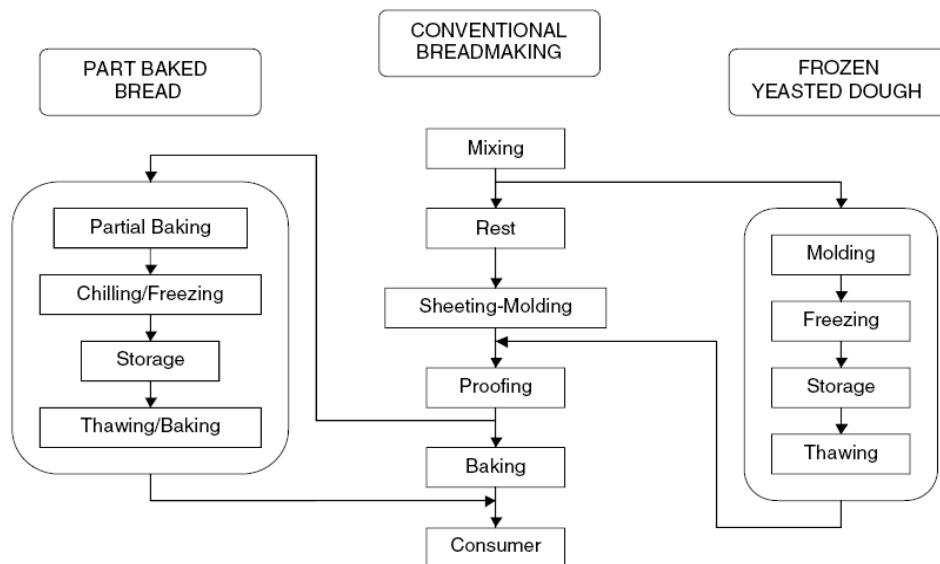 CONVENTIONAL
BREADMAKING
PART BAKED
BREAD
FROZEN
YEASTED DOUGH
Mixing
Rest
Sheeting-Molding
Proofing
Baking
Consumer
Partial Baking
Chilling/Freezing
Storage
Thawing/Baking
Molding
Freezing
Storage
Thawing